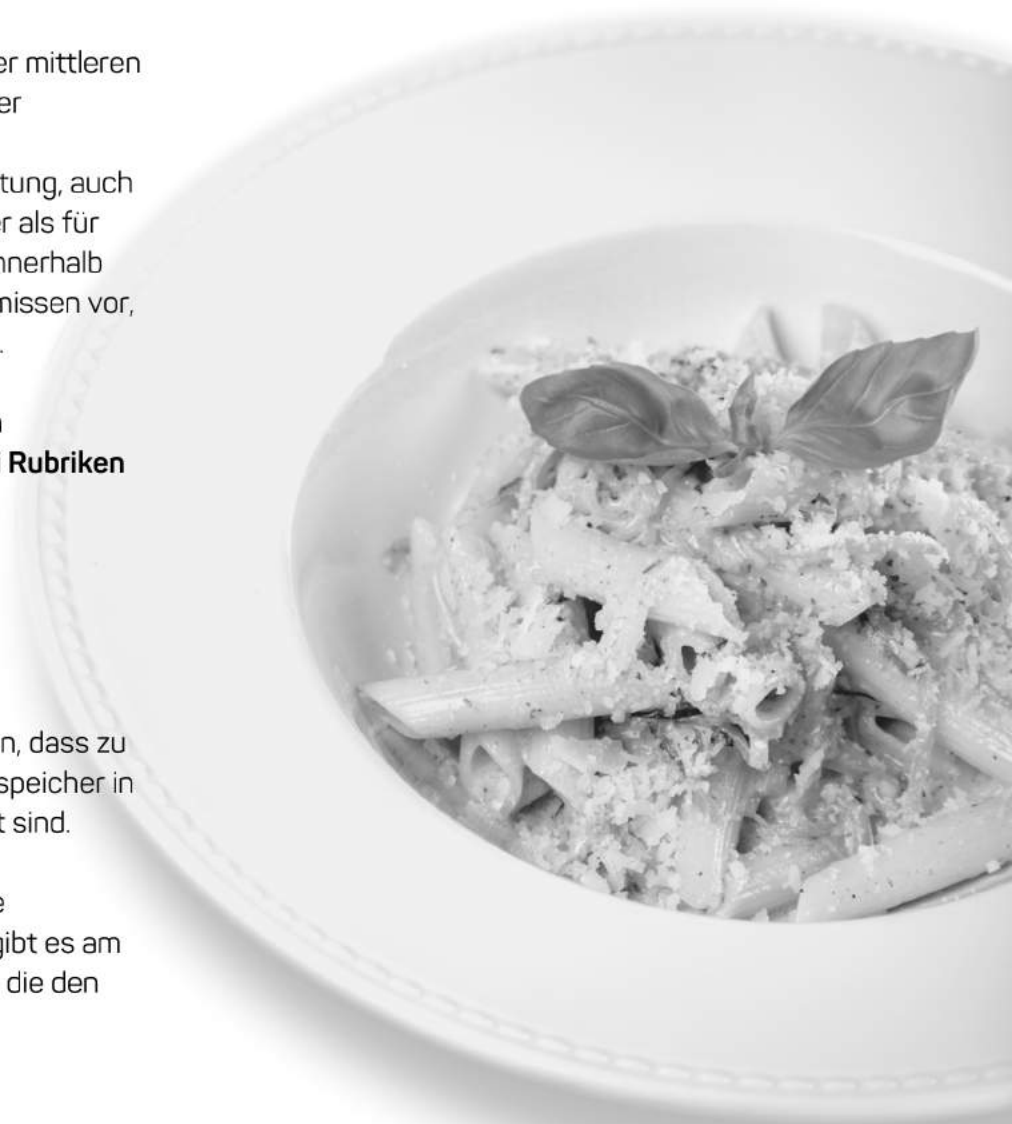 er mittleren
er
tung, auch
r als für
nnerhalb
missen vor,
.
n
i Rubriken
n, dass zu
speicher in
t sind.
e
gibt es am
die den